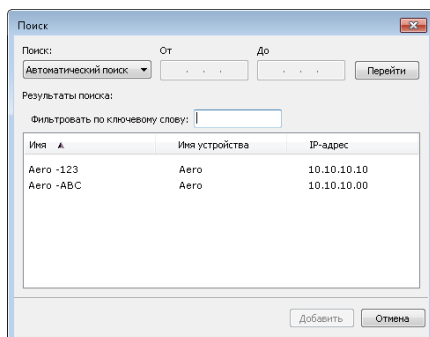 Поиск
Поиск: От До
Автоматический поиск . . . . . . Перейти
Результаты поиска:
Фильтровать по ключевому слову:
Имя Имя устройства IP-адрес
Aero -123 Aero 10.10.10.10
Aero -ABC Aero 10.10.10.00
Добавить Отмена